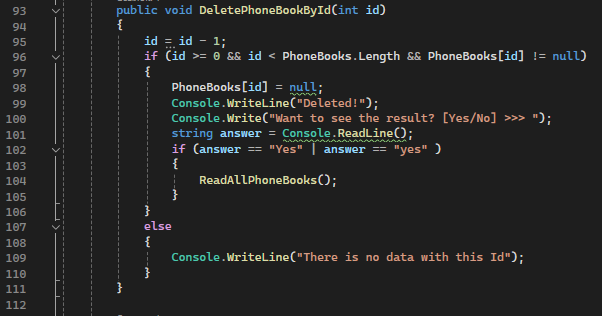 93 public void DeletePhoneBookById(int id)
94 {
95 id = id - 1;
96 if (id >= 0 && id < PhoneBooks.Length && PhoneBooks[id] != null)
97 {
98 PhoneBooks[id] = null;
99 Console.WriteLine("Deleted!");
100 Console.Write("Want to see the result? [Yes/No] >>> ");
101 string answer = Console.ReadLine();
102 if (answer == "Yes" | answer == "yes" )
103 {
104 ReadAllPhoneBooks();
105 }
106 }
107 else
108 {
109 Console.WriteLine("There is no data with this Id");
110 }
111 }
112